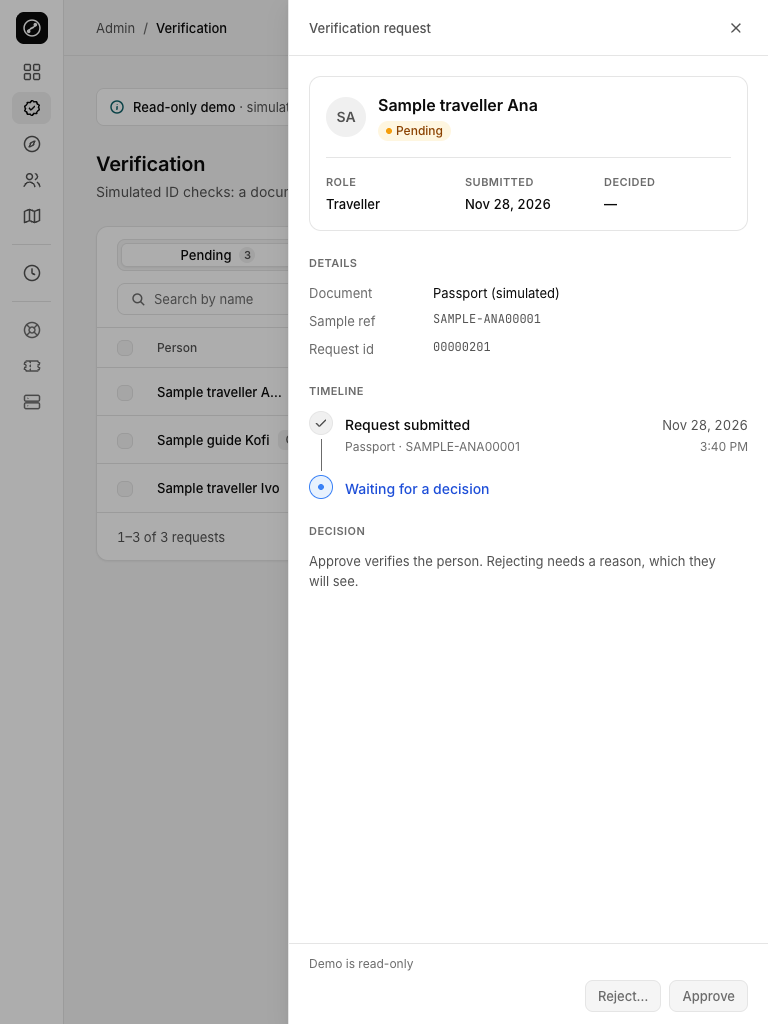 Admin / Verification
Read-only demo · simulat
Verification
Simulated ID checks: a docur
Pending 3
Search by name
Person
Sample traveller A...
Sample guide Kofi
Sample traveller Ivo
1–3 of 3 requests
Verification request
SA
Sample traveller Ana
Pending
ROLE SUBMITTED DECIDED
Traveller Nov 28, 2026 —
DETAILS
Document Passport (simulated)
Sample ref SAMPLE-ANA00001
Request id 00000201
TIMELINE
Request submitted Nov 28, 2026
Passport · SAMPLE-ANA00001 3:40 PM
Waiting for a decision
DECISION
Approve verifies the person. Rejecting needs a reason, which they
will see.
Demo is read-only
Reject... Approve